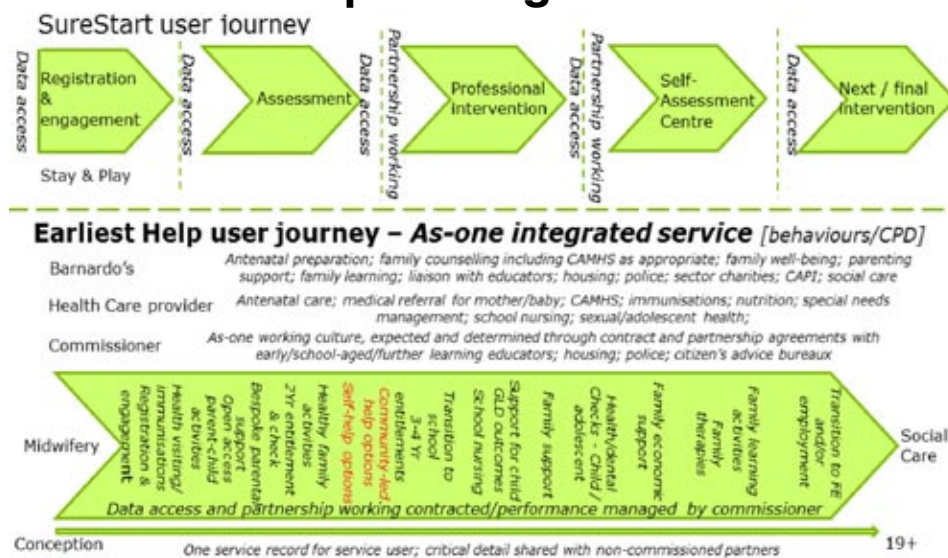 SureStart user journey
Data access
Registration
&
engagement
Stay & Play
Data access
Assessment
Data access
Partnership working
Professional
Intervention
Partnership working
Data access
Self-
Assessment
Centre
Data access
Next / final
intervention
Earliest Help user journey – As-one integrated service [behaviours/CPD]
Barnardo's
Antenatal preparation; family counselling including CAMHS as appropriate; family well-being; parenting
support; family learning; liaison with educators; housing; police; sector charities; CAPI; social care
Health Care provider
Antenatal care; medical referral for mother/baby; CAMHS; immunisations; nutrition; special needs
management; school nursing; sexual/adolescent health;
Commissioner
As-one working culture, expected and determined through contract and partnership agreements with
early/school-aged/further learning educators; housing; police; citizen's advice bureaux
Midwifery
Registration &
engagement
Health visiting/
immunisations
Open access
parent-child
activities
Bespoke parental
support
2Yr entitlement
& check
Healthy family
activities
Self-help options
Community-led
help options
3-4 Yr
entitlements
Transition to
school
School nursing
Support for child
GLD outcomes
Family support
Health/dental
Checks - Child /
adolescent
Family economic
support
Family
therapies
Family learning
activities
Transition to FE
and/or
employment
Social
Care
Data access and partnership working contracted/performance managed by commissioner
Conception
One service record for service user; critical detail shared with non-commissioned partners
19+